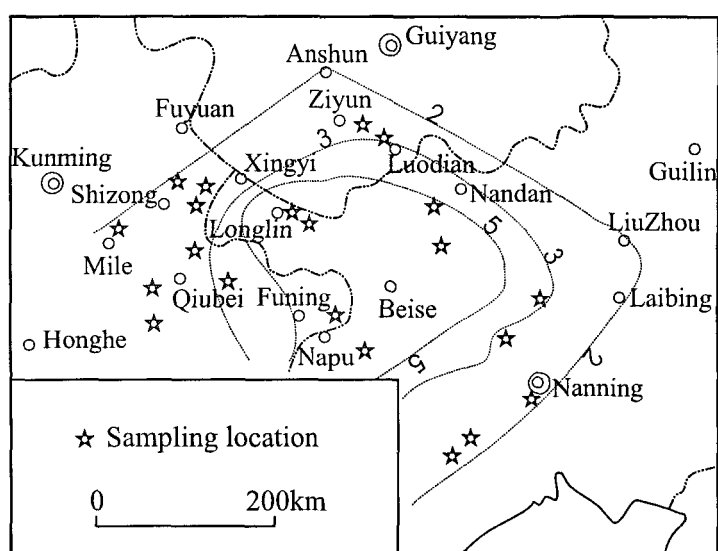 Guiyang
Anshun
Ziyun
2
Fuyuan
3
Kunming
Xingyi
Luodian
Guilin
Shizong
Nandan
Longlin
5
LiuZhou
Mile
3
Qiubei
Funing
Beise
Laibing
Honghe
Napu
5
2
Nanning
Sampling location
0 200km